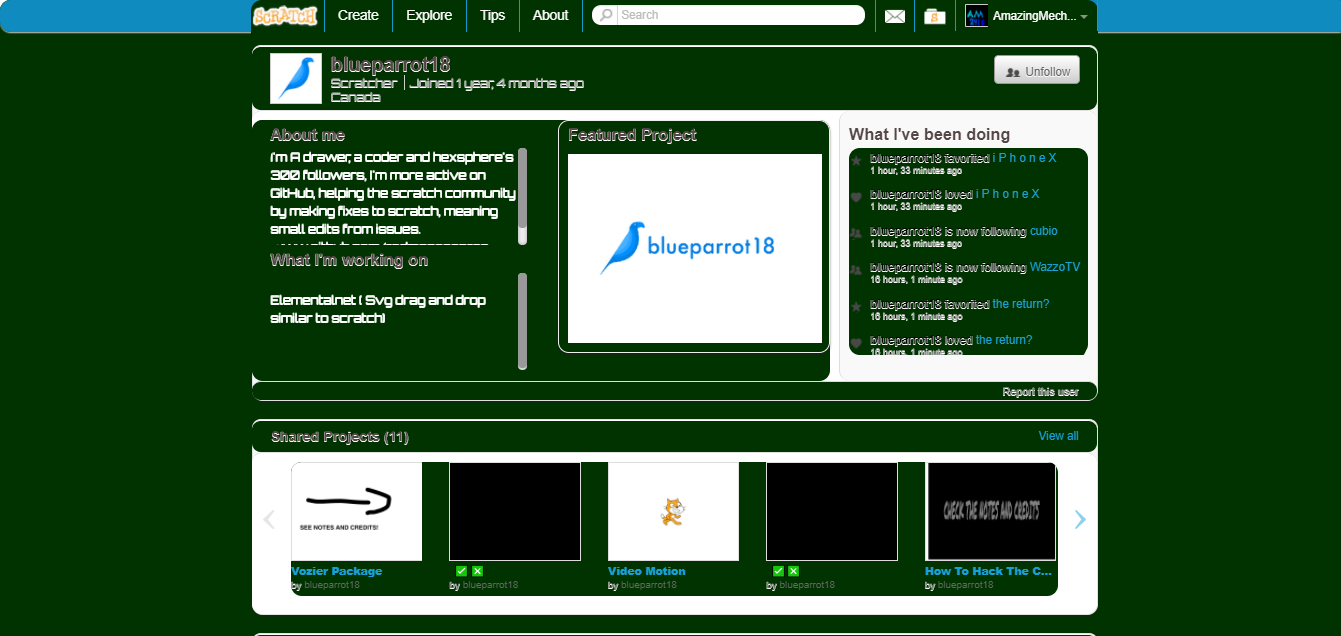 SCRATCH Create Explore Tips About Search AmazingMech...
blueparrot18
Scratcher | Joined 1 year, 4 months ago
Canada
Unfollow
About me
I'm A drawer, a coder and hexsphere's
300 followers, I'm more active on
GitHub, helping the scratch community
by making fixes to scratch, meaning
small edits from issues.
What I'm working on
Elementalnet ( Svg drag and drop
similar to scratch)
Featured Project
blueparrot18
What I've been doing
blueparrot18 favorited i P h o n e X
1 hour, 33 minutes ago
blueparrot18 loved i P h o n e X
1 hour, 33 minutes ago
blueparrot18 is now following cubio
1 hour, 33 minutes ago
blueparrot18 is now following WazzoTV
16 hours, 1 minute ago
blueparrot18 favorited the return?
16 hours, 1 minute ago
blueparrot18 loved the return?
16 hours, 1 minute ago
Report this user
Shared Projects (11) View all
SEE NOTES AND CREDITS!
CHECK THE NOTES AND CREDITS
Vozier Package
by blueparrot18
by blueparrot18
Video Motion
by blueparrot18
by blueparrot18
How To Hack The C...
by blueparrot18